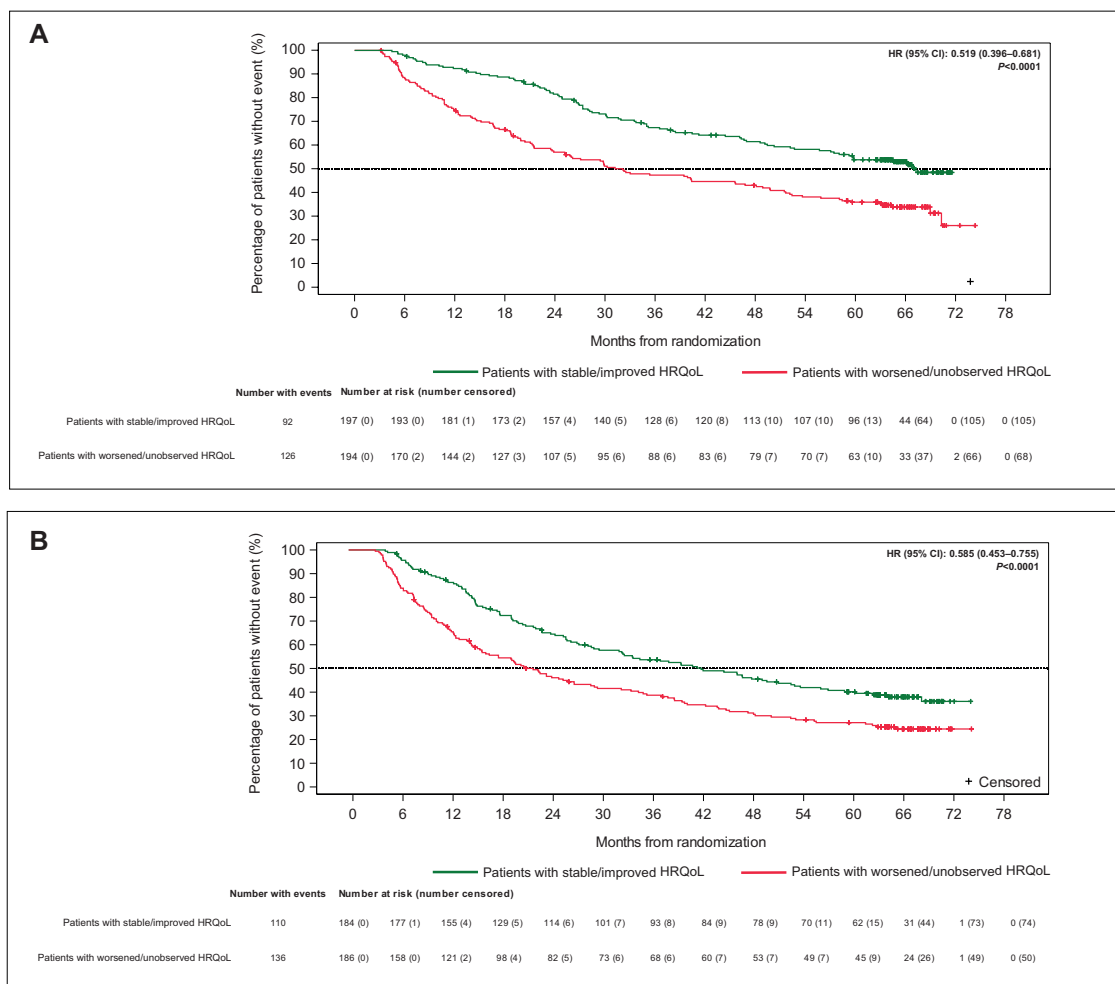 A
HR (95% CI): 0.519 (0.396–0.681)
P<0.0001
Percentage of patients without event (%)
100
90
80
70
60
50
40
30
20
10
0
0 6 12 18 24 30 36 42 48 54 60 66 72 78
Months from randomization
Patients with stable/improved HRQoL Patients with worsened/unobserved HRQoL
Number with events Number at risk (number censored)
Patients with stable/improved HRQoL 92 197 (0) 193 (0) 181 (1) 173 (2) 157 (4) 140 (5) 128 (6) 120 (8) 113 (10) 107 (10) 96 (13) 44 (64) 0 (105) 0 (105)
Patients with worsened/unobserved HRQoL 126 194 (0) 170 (2) 144 (2) 127 (3) 107 (5) 95 (6) 88 (6) 83 (6) 79 (7) 70 (7) 63 (10) 33 (37) 2 (66) 0 (68)
B
HR (95% CI): 0.585 (0.453–0.755)
P<0.0001
Percentage of patients without event (%)
100
90
80
70
60
50
40
30
20
10
0
+ Censored
0 6 12 18 24 30 36 42 48 54 60 66 72 78
Months from randomization
Patients with stable/improved HRQoL Patients with worsened/unobserved HRQoL
Number with events Number at risk (number censored)
Patients with stable/improved HRQoL 110 184 (0) 177 (1) 155 (4) 129 (5) 114 (6) 101 (7) 93 (8) 84 (9) 78 (9) 70 (11) 62 (15) 31 (44) 1 (73) 0 (74)
Patients with worsened/unobserved HRQoL 136 186 (0) 158 (0) 121 (2) 98 (4) 82 (5) 73 (6) 68 (6) 60 (7) 53 (7) 49 (7) 45 (9) 24 (26) 1 (49) 0 (50)